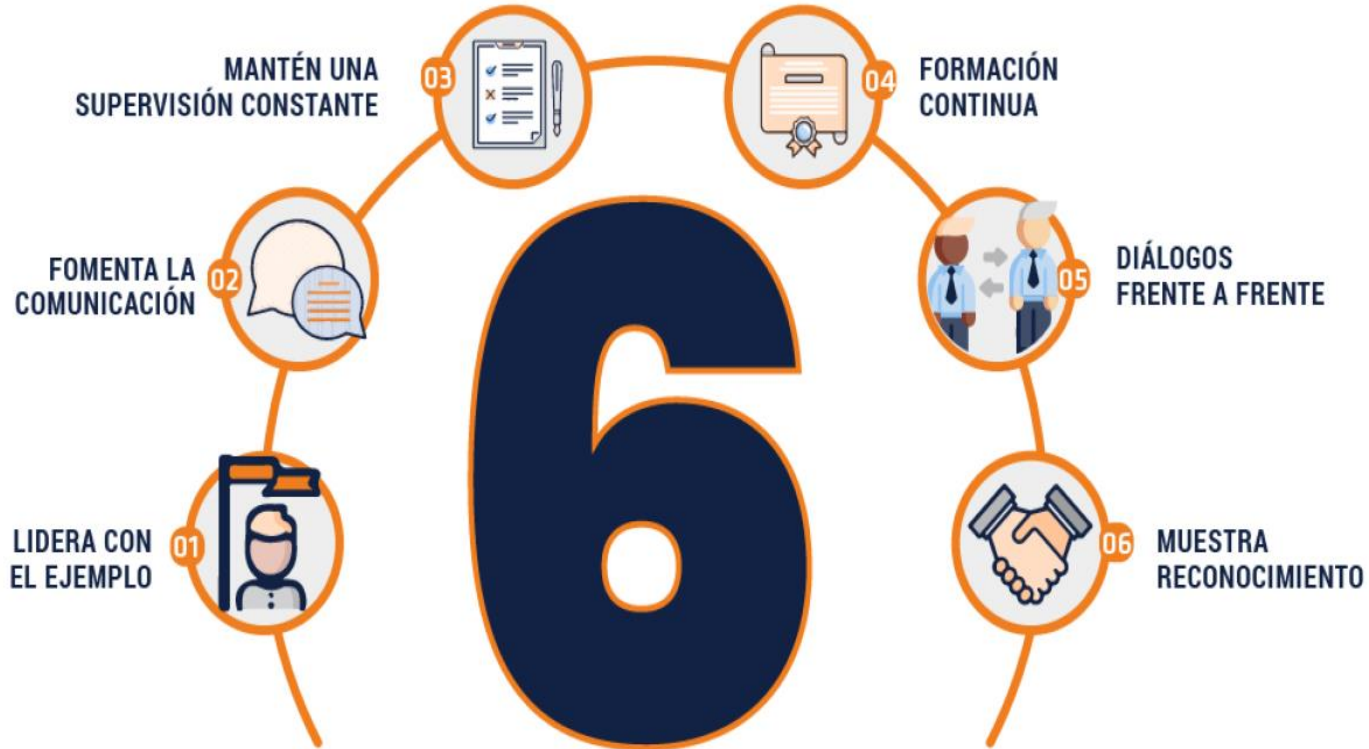 01
LIDERA CON
EL EJEMPLO
02
FOMENTA LA
COMUNICACIÓN
03
MANTÉN UNA
SUPERVISIÓN CONSTANTE
04
FORMACIÓN
CONTINUA
05
DIÁLOGOS
FRENTE A FRENTE
06
MUESTRA
RECONOCIMIENTO
6